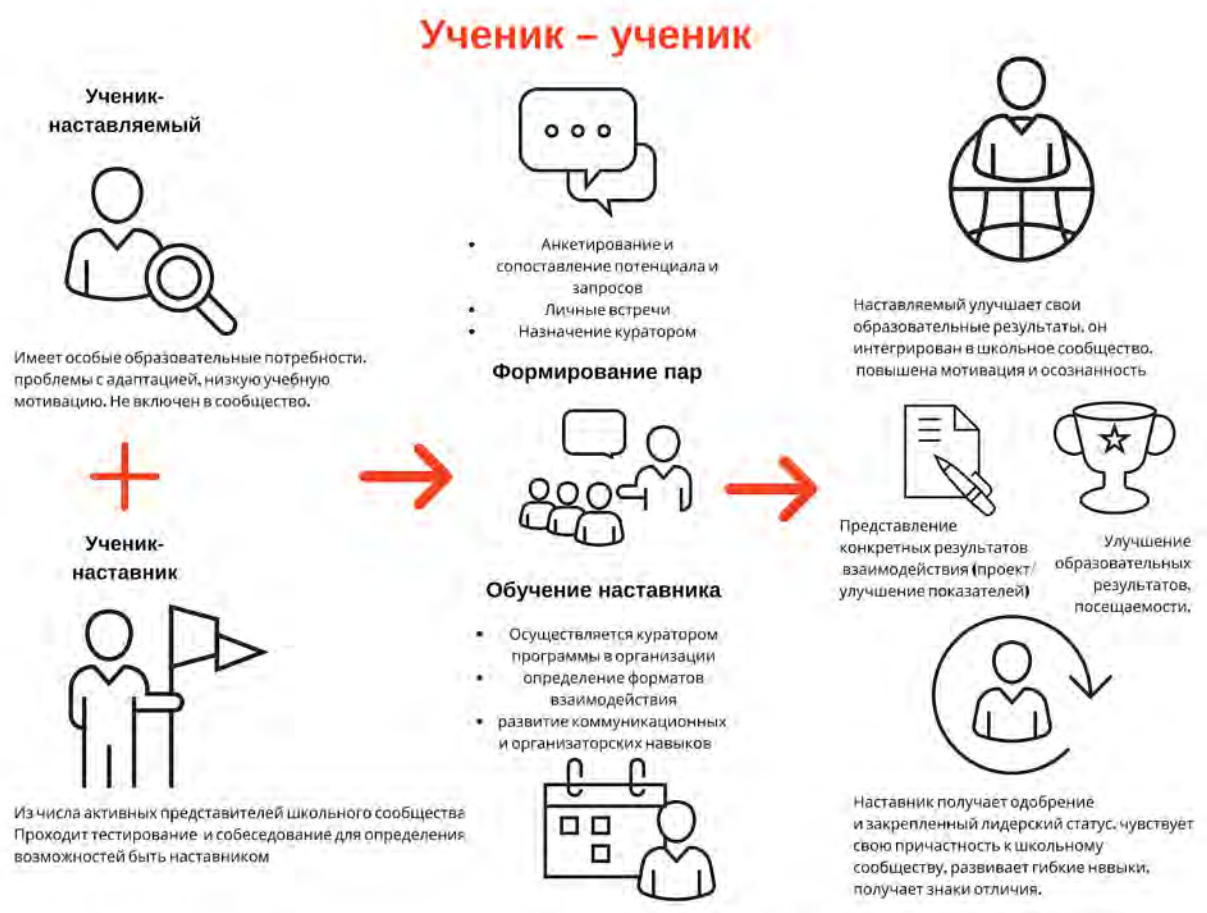 Ученик – ученик
Ученик-
наставляемый
Имеет особые образовательные потребности,
проблемы с адаптацией, низкую учебную
мотивацию. Не включен в сообщество.
Ученик-
наставник
Из числа активных представителей школьного сообщества
Проходит тестирование и собеседование для определения
возможностей быть наставником
• Анкетирование и
сопоставление потенциала и
запросов
• Личные встречи
• Назначение куратором
Формирование пар
Обучение наставника
• Осуществляется куратором
программы в организации
• определение форматов
взаимодействия
• развитие коммуникационных
и организаторских навыков
Наставляемый улучшает свои
образовательные результаты, он
интегрирован в школьное сообщество,
повышена мотивация и осознанность
Представление
конкретных результатов
взаимодействия (проект/
улучшение показателей)
Улучшение
образовательных
результатов,
посещаемости.
Наставник получает одобрение
и закрепленный лидерский статус, чувствует
свою причастность к школьному
сообществу, развивает гибкие нввыки,
получает знаки отличия.